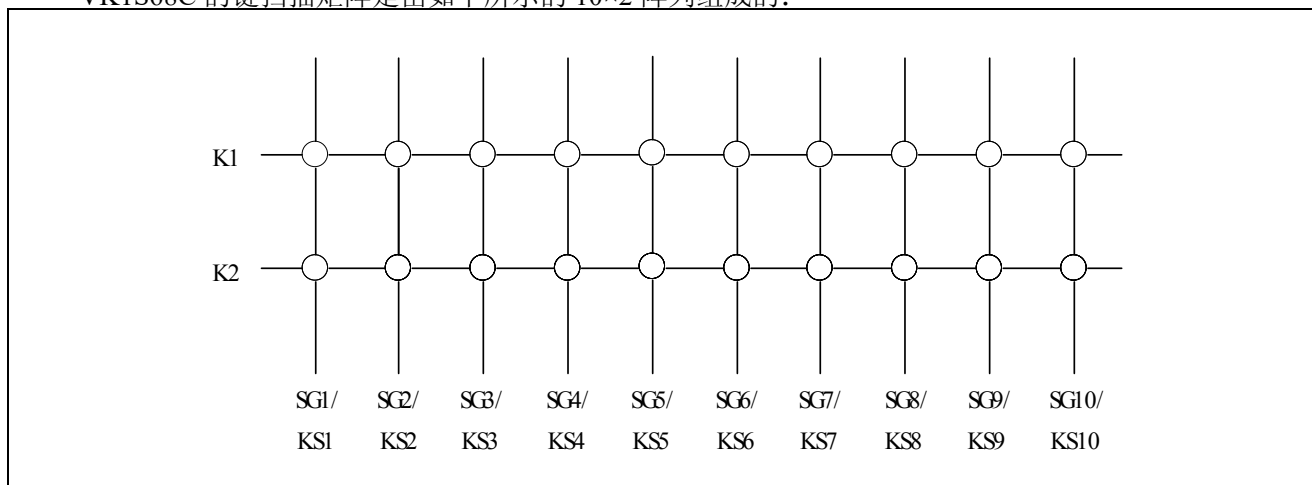 K1
K2
SG1/ SG2/ SG3/ SG4/ SG5/ SG6/ SG7/ SG8/ SG9/ SG10/
KS1 KS2 KS3 KS4 KS5 KS6 KS7 KS8 KS9 KS10